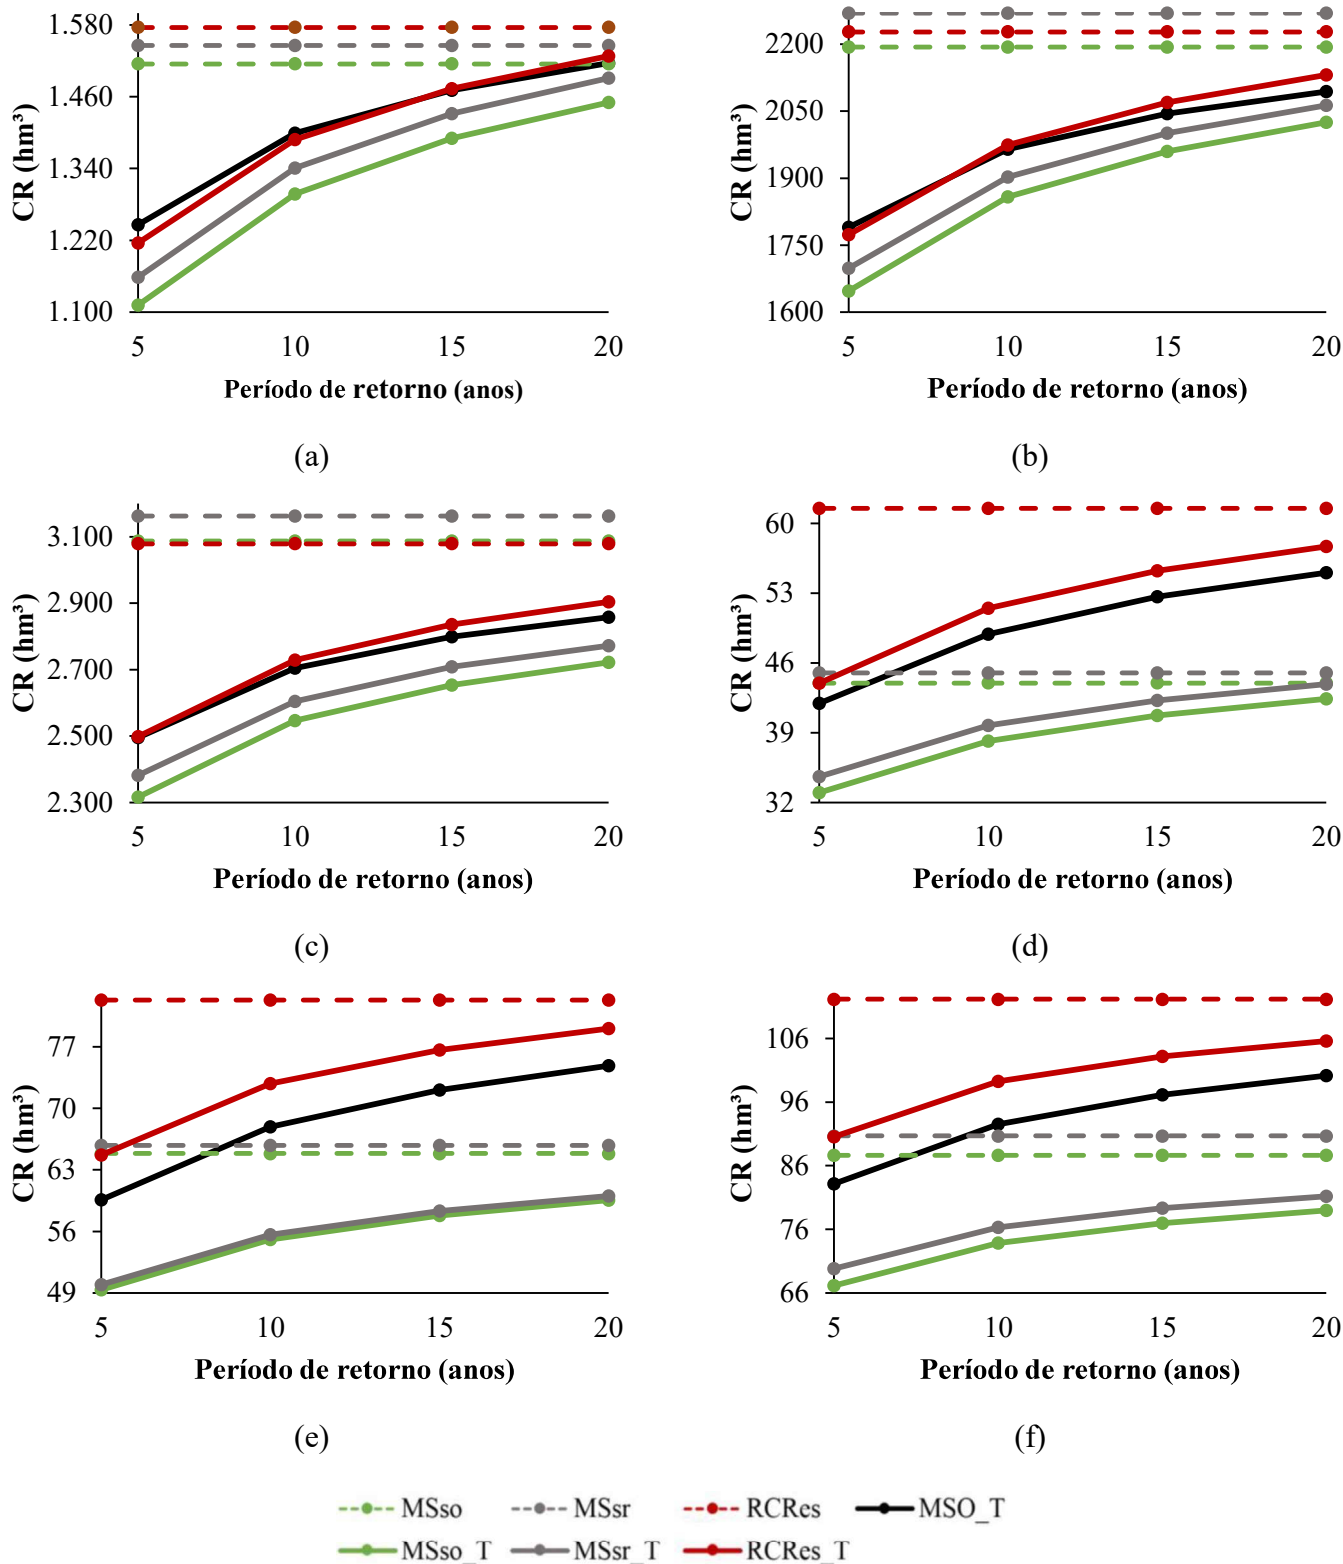 1.580
1.460
1.340
1.220
1.100
CR (hm³)
5 10 15 20
Período de retorno (anos)
(a)
2200
2050
1900
1750
1600
CR (hm³)
5 10 15 20
Período de retorno (anos)
(b)
3.100
2.900
2.700
2.500
2.300
CR (hm³)
5 10 15 20
Período de retorno (anos)
(c)
60
53
46
39
32
CR (hm³)
5 10 15 20
Período de retorno (anos)
(d)
77
70
63
56
49
CR (hm³)
5 10 15 20
Período de retorno (anos)
(e)
106
96
86
76
66
CR (hm³)
5 10 15 20
Período de retorno (anos)
(f)
MSso MSsr RCRes MSO_T
MSso_T MSsr_T RCRes_T